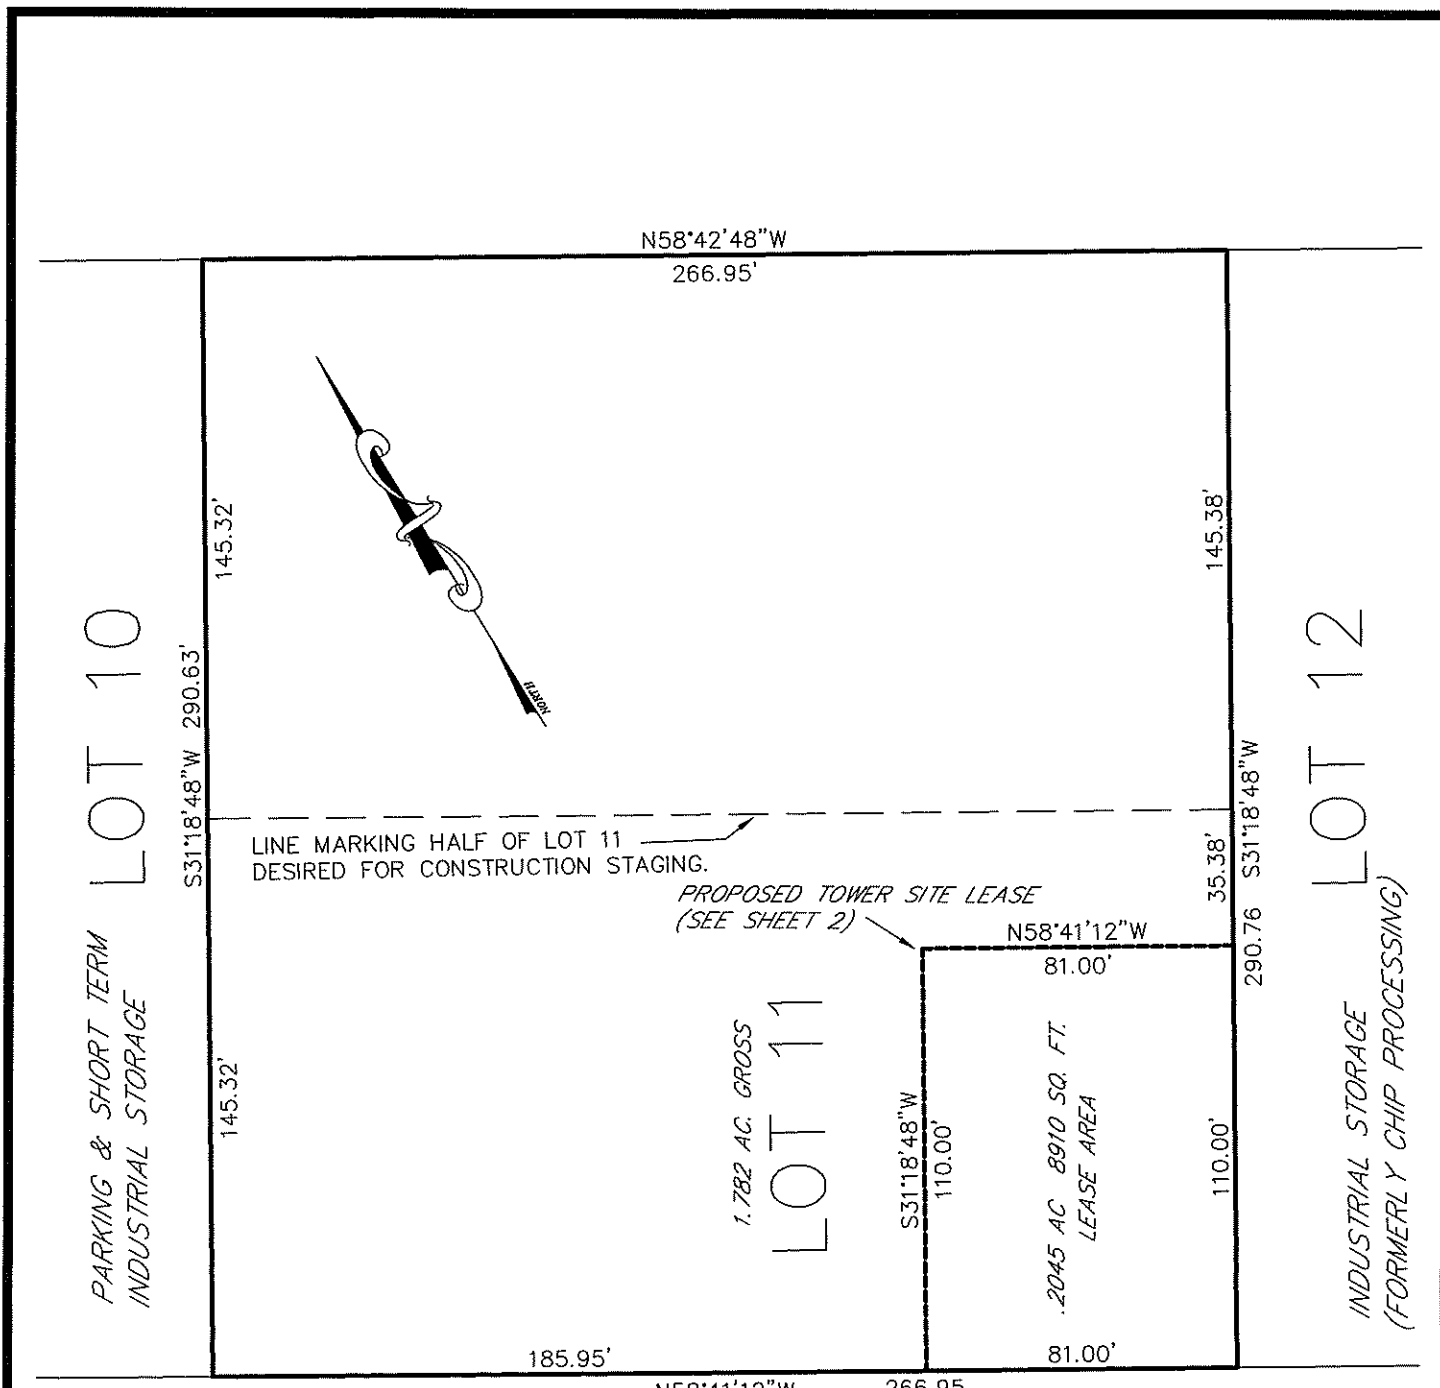 N58°42'48"W
266.95'
145.32'
145.38'
NORTH
LOT 10
S31°18'48"W 290.63'
PARKING & SHORT TERM
INDUSTRIAL STORAGE
LOT 12
S31°18'48"W
290.76
INDUSTRIAL STORAGE
(FORMERLY CHIP PROCESSING)
LINE MARKING HALF OF LOT 11
DESIRED FOR CONSTRUCTION STAGING.
35.38'
PROPOSED TOWER SITE LEASE
(SEE SHEET 2)
N58°41'12"W
81.00'
145.32'
1.782 AC. GROSS
LOT 11
S31°18'48"W
110.00'
.2045 AC 8910 SQ. FT.
LEASE AREA
110.00'
185.95'
81.00'
N58°41'12"W 266.95